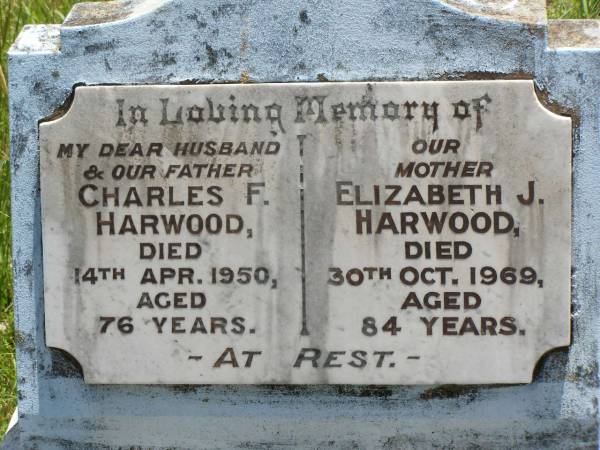 In Loving Memory of
MY DEAR HUSBAND
& OUR FATHER
CHARLES F.
HARWOOD,
DIED
14TH APR. 1950,
AGED
76 YEARS.
OUR
MOTHER
ELIZABETH J.
HARWOOD,
DIED
30TH OCT. 1969,
AGED
84 YEARS.
- AT REST. -